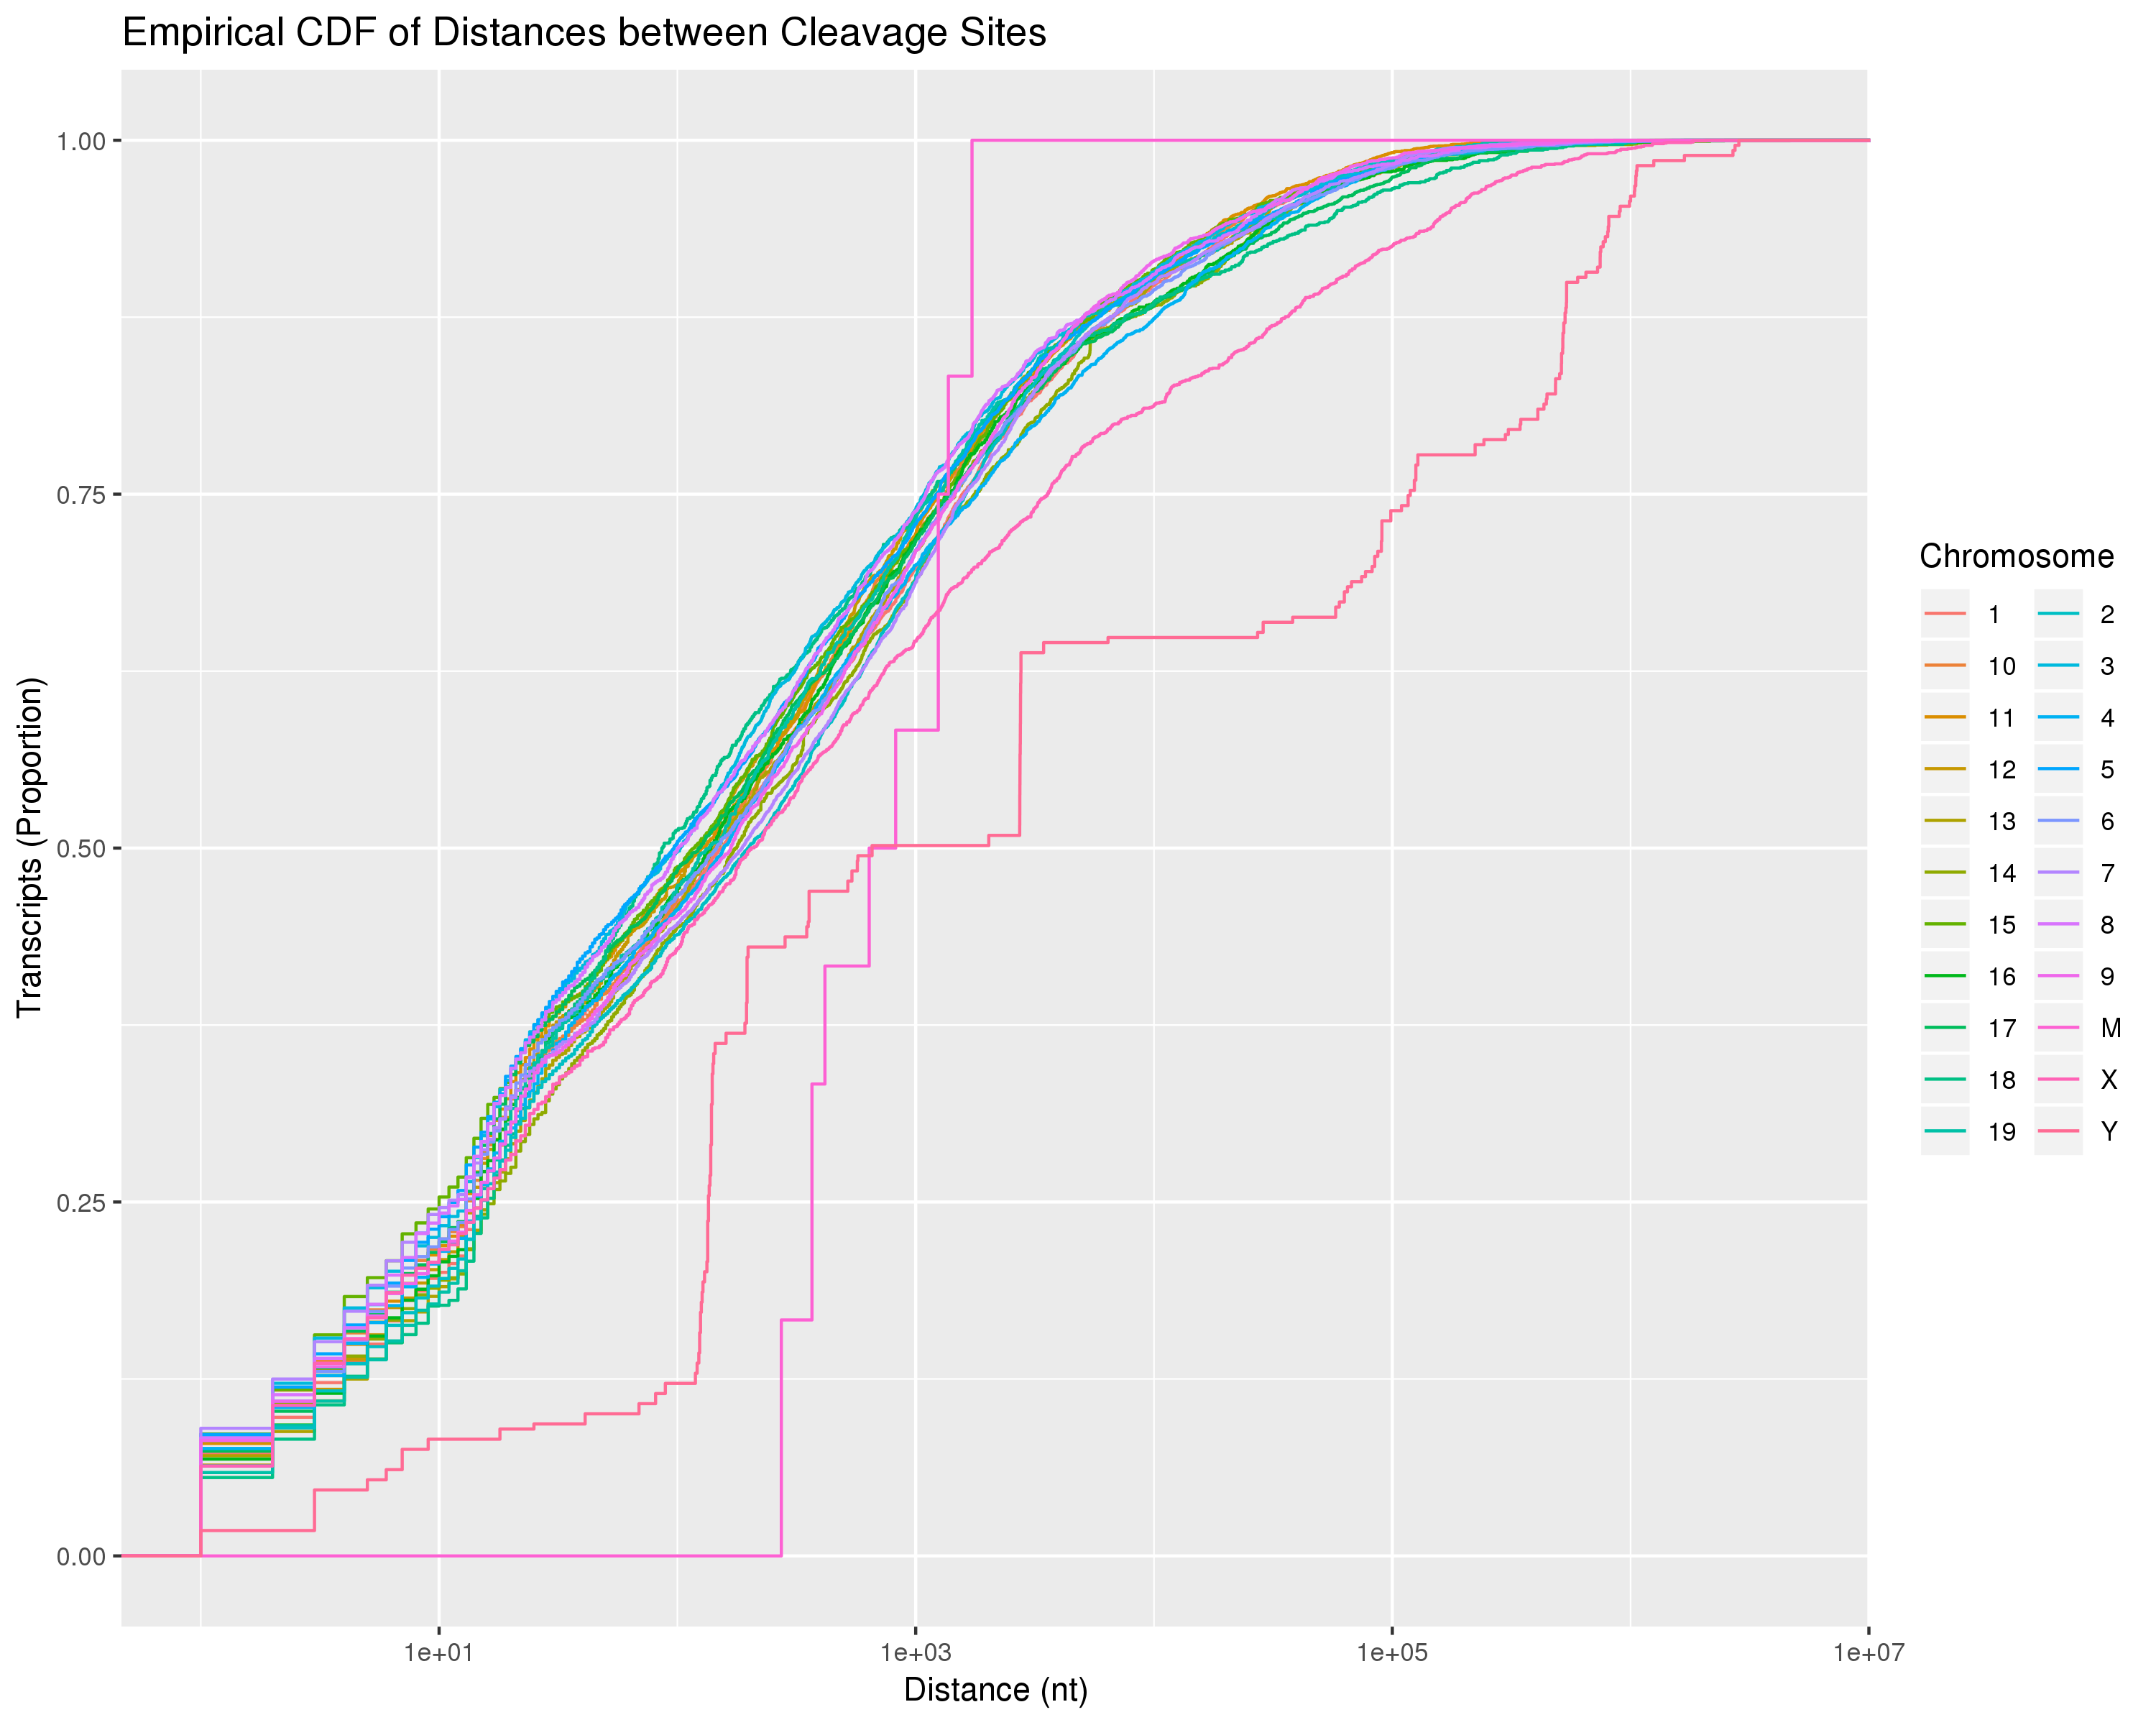 Empirical CDF of Distances between Cleavage Sites
Transcripts (Proportion)
1.00
0.75
0.50
0.25
0.00
1e+01 1e+03 1e+05 1e+07
Distance (nt)
Chromosome
1 2
10 3
11 4
12 5
13 6
14 7
15 8
16 9
17 M
18 X
19 Y